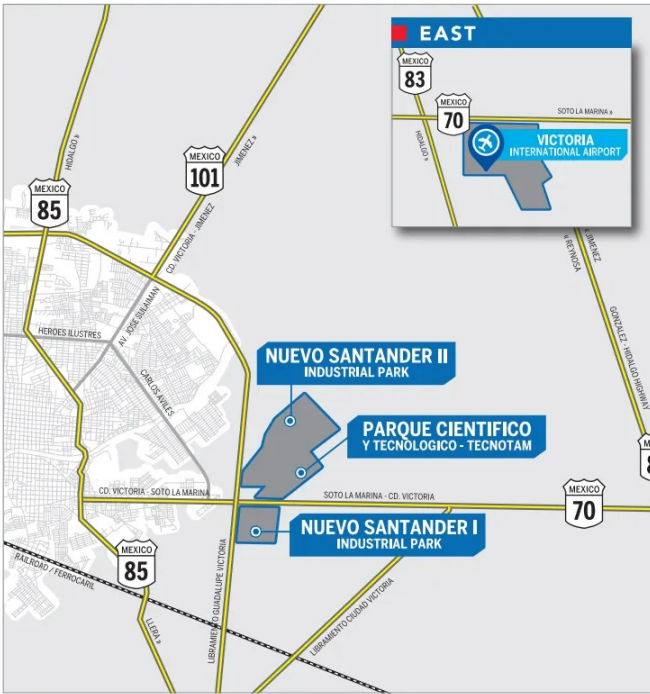 EAST
MEXICO
83
MEXICO
70
SOTO LA MARINA »
HIDALGO »
VICTORIA
INTERNATIONAL AIRPORT
HIDALGO »
MEXICO
85
MEXICO
101
JIMENEZ »
CD. VICTORIA - JIMENEZ
AV. JOSE SULAIMAN
HEROES ILUSTRES
CARLOS AVILES
« REYNOSA
JIMENEZ
GONZALEZ - HIDALGO HIGHWAY
NUEVO SANTANDER II
INDUSTRIAL PARK
PARQUE CIENTIFICO
Y TECNOLOGICO - TECNOTAM
CD. VICTORIA - SOTO LA MARINA
SOTO LA MARINA - CD. VICTORIA
MEXICO
70
NUEVO SANTANDER I
INDUSTRIAL PARK
MEXICO
85
RAILROAD / FERROCARIL
LLERA »
LIBRAMIENTO GUADALUPE VICTORIA
LIBRAMIENTO CIUDAD VICTORIA